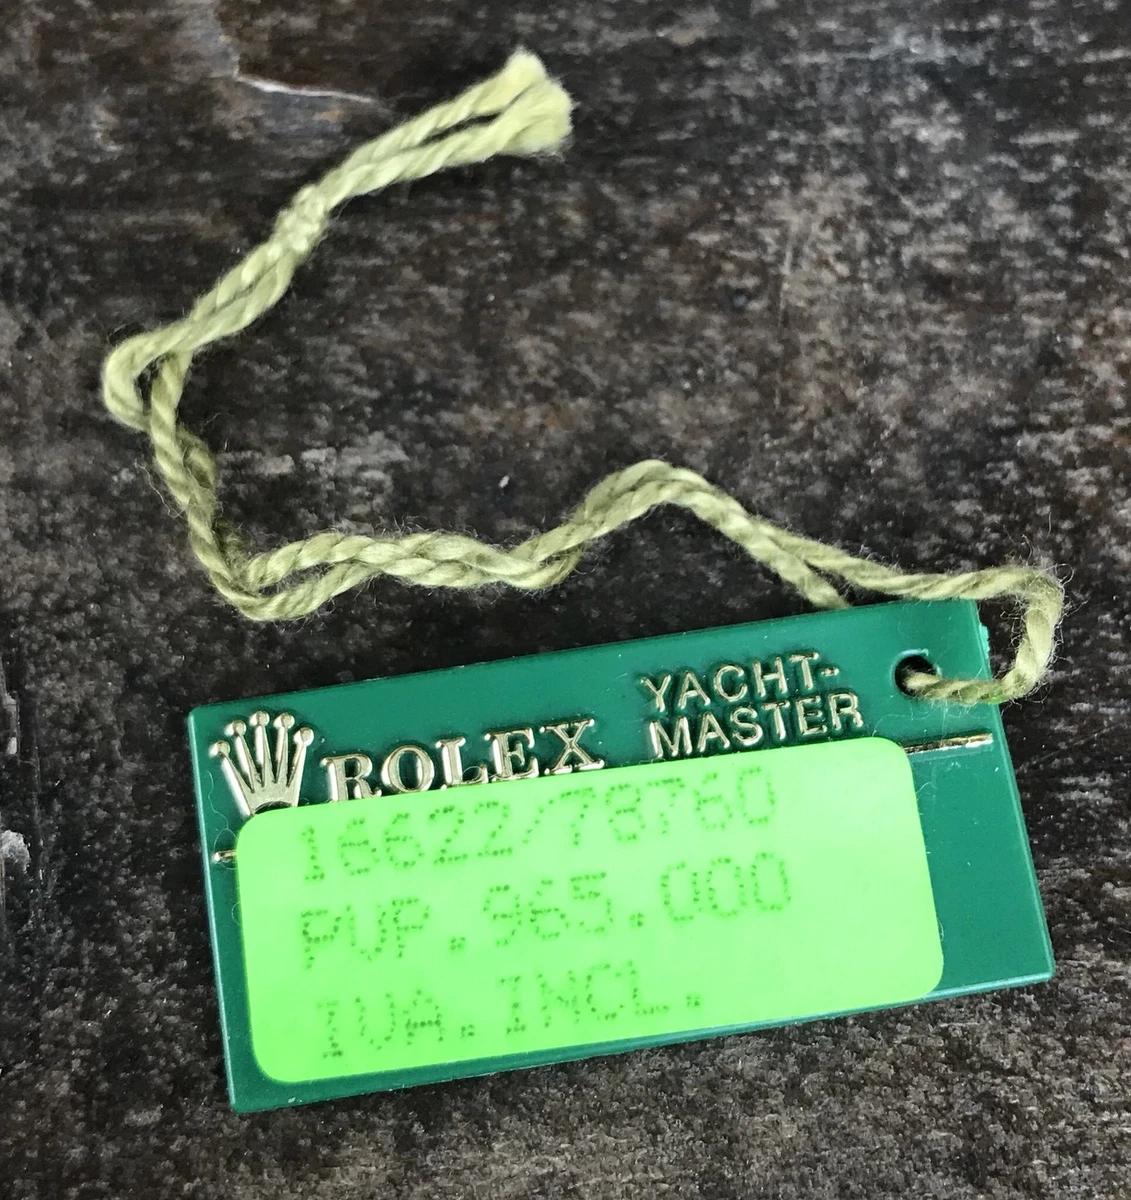 ROLEX
YACHT-
MASTER
16622/78760
PVP.965.000
IVA.INCL.